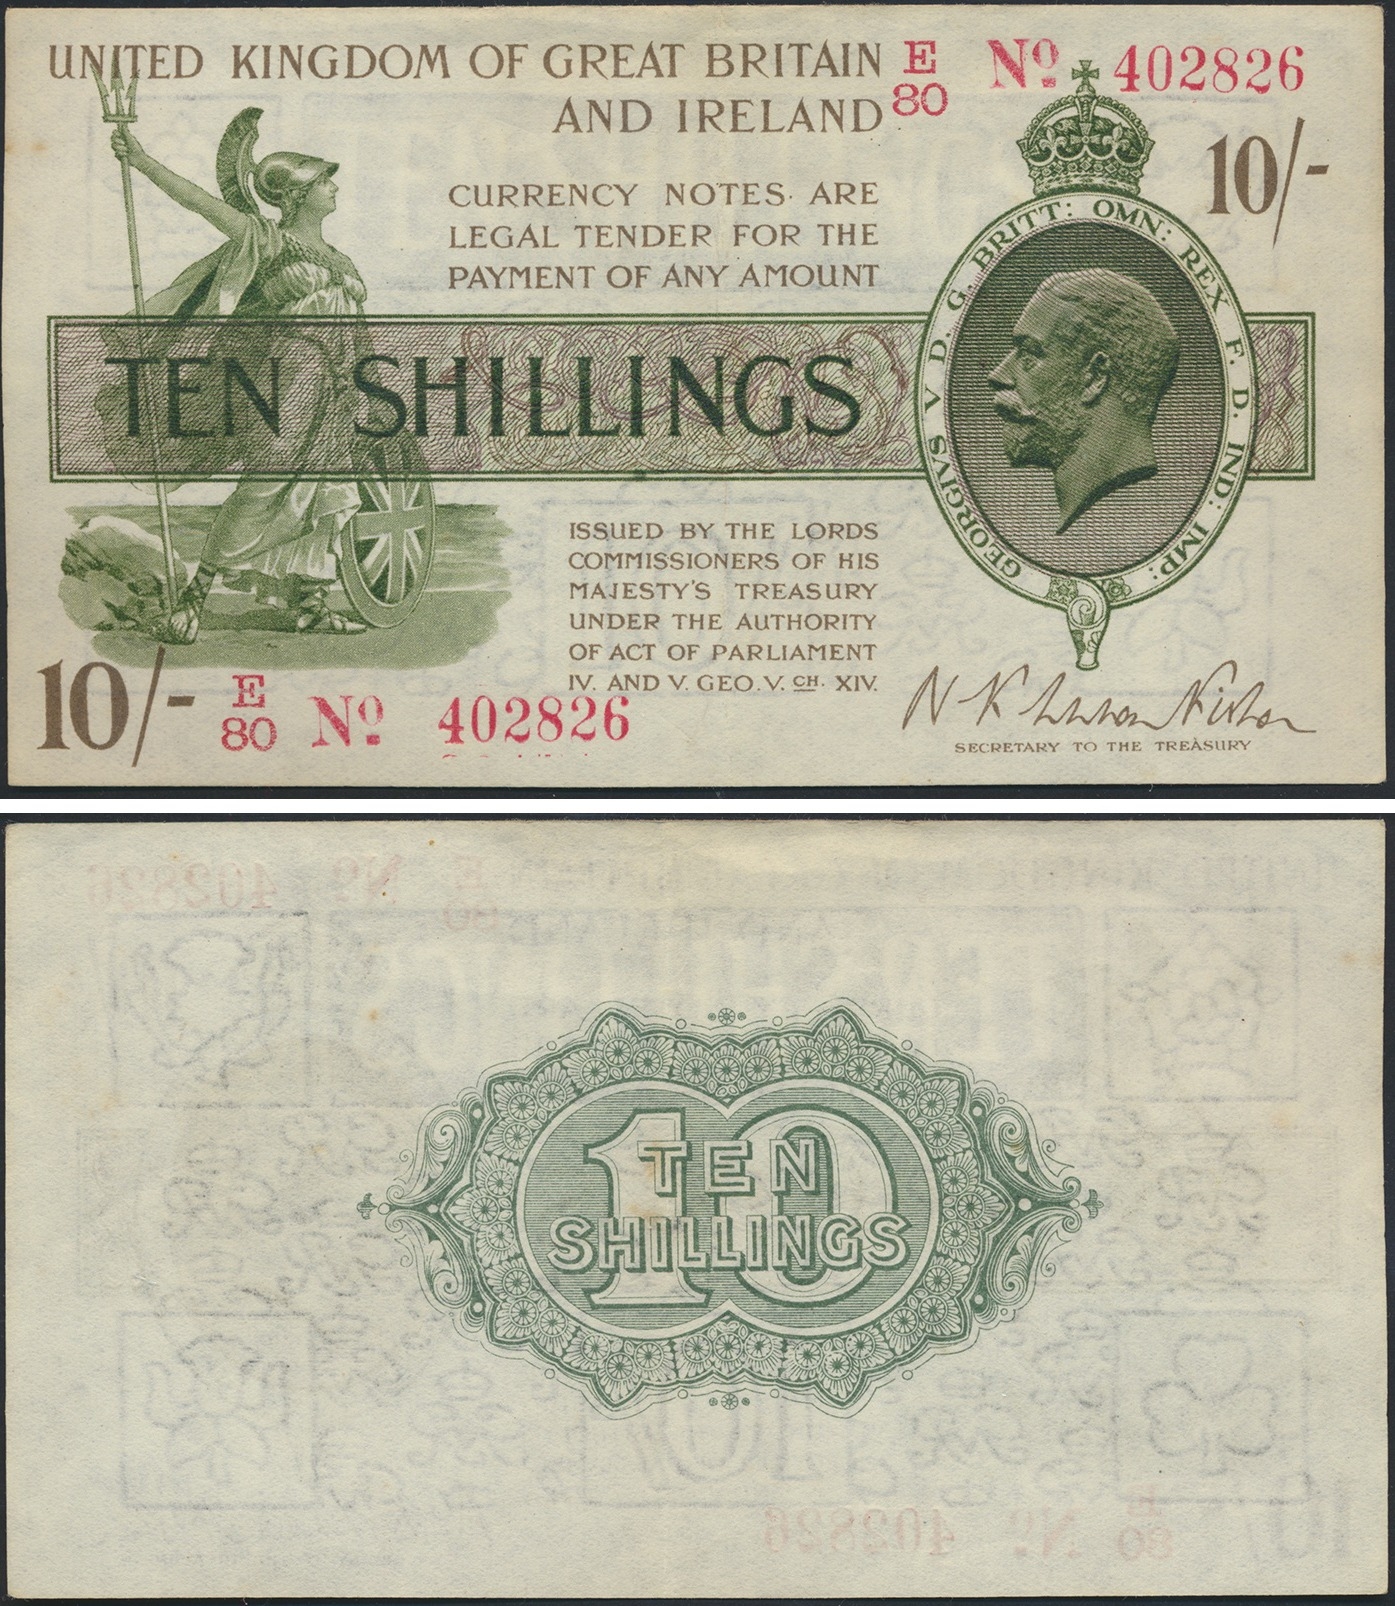 UNITED KINGDOM OF GREAT BRITAIN
AND IRELAND
E
80
Nº 402826
10/-
CURRENCY NOTES ARE
LEGAL TENDER FOR THE
PAYMENT OF ANY AMOUNT
TEN SHILLINGS
GEORGIVS V D. G. BRITT: OMN: REX F. D. IND: IMP:
ISSUED BY THE LORDS
COMMISSIONERS OF HIS
MAJESTY'S TREASURY
UNDER THE AUTHORITY
OF ACT OF PARLIAMENT
IV. AND V. GEO. V. CH. XIV.
10/-
E
80
Nº 402826
SECRETARY TO THE TREASURY
10
TEN
SHILLINGS